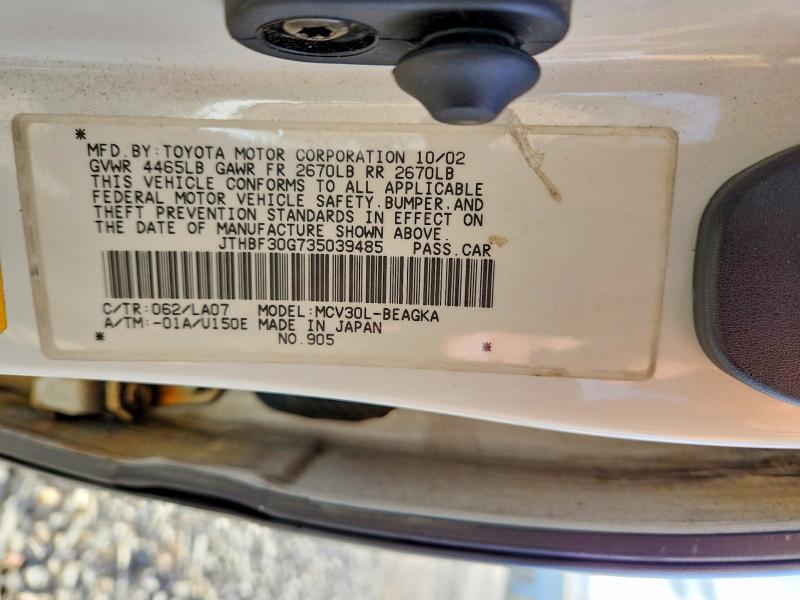 *
MFD.BY:TOYOTA MOTOR CORPORATION 10/02
GVWR 4465LB GAWR FR 2670LB RR 2670LB
THIS VEHICLE CONFORMS TO ALL APPLICABLE
FEDERAL MOTOR VEHICLE SAFETY.BUMPER.AND
THEFT PREVENTION STANDARDS IN EFFECT ON
THE DATE OF MANUFACTURE SHOWN ABOVE.
JTHBF30G735039485 PASS.CAR
C/TR:062/LA07 MODEL:MCV30L-BEAGKA
A/TM:-01A/U150E MADE IN JAPAN
* NO.905 *